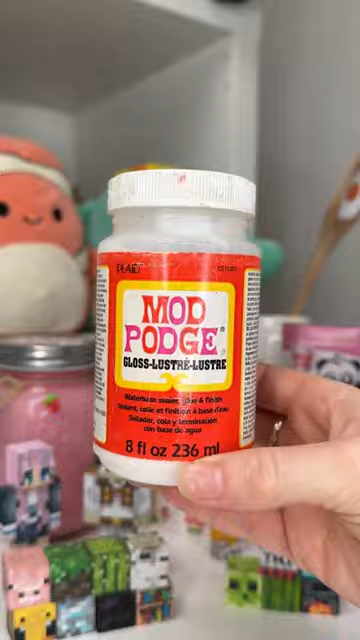 PLAID
MOD
PODGE®
GLOSS-LUSTRÉ-LUSTRE
Waterbase sealer, glue & finish
Isolant, colle et finition à base d'eau
Sellador, cola y terminación
con base de agua
8 fl oz 236 ml